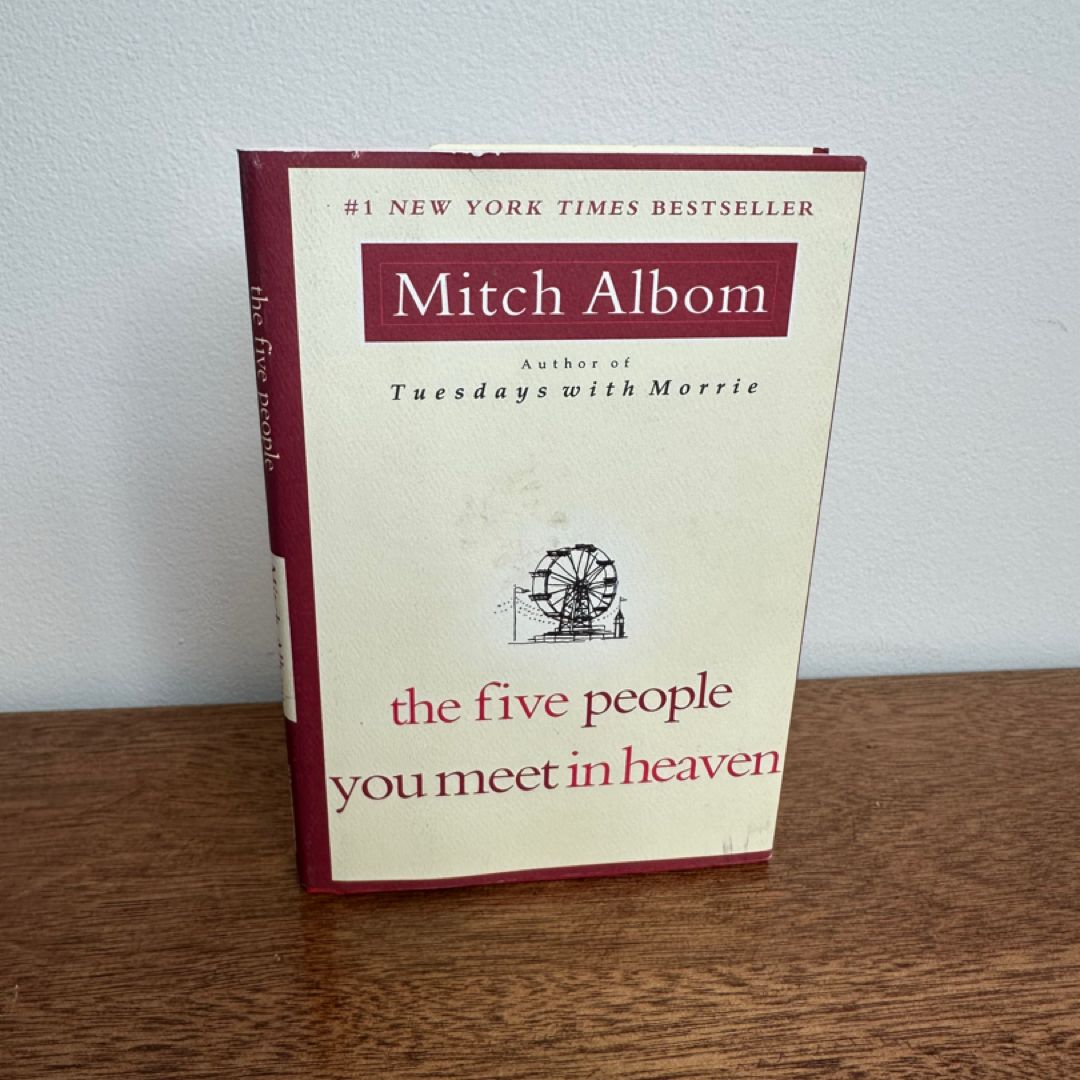 #1 NEW YORK TIMES BESTSELLER
Mitch Albom
Author of
Tuesdays with Morrie
the five people
you meet in heaven
the five people